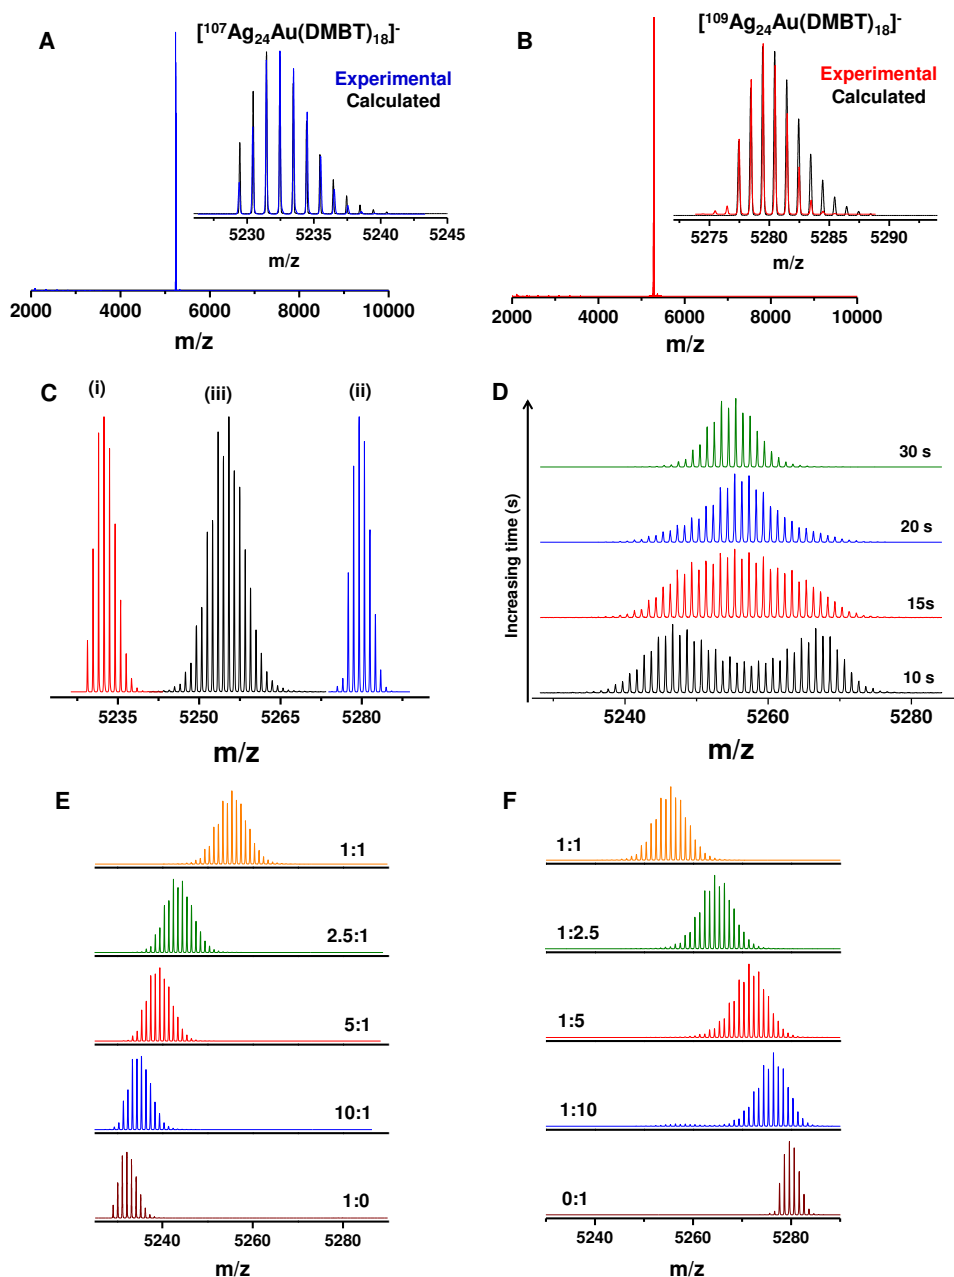 A
[¹⁰⁷Ag₂₄Au(DMBT)₁₈]⁻
Experimental
Calculated
5230 5235 5240 5245
m/z
2000 4000 6000 8000 10000
m/z
B
[¹⁰⁹Ag₂₄Au(DMBT)₁₈]⁻
Experimental
Calculated
5275 5280 5285 5290
m/z
2000 4000 6000 8000 10000
m/z
C
(i) (iii) (ii)
5235 5250 5265 5280
m/z
D
Increasing time (s)
30 s
20 s
15s
10 s
5240 5260 5280
m/z
E
1:1
2.5:1
5:1
10:1
1:0
5240 5260 5280
m/z
F
1:1
1:2.5
1:5
1:10
0:1
5240 5260 5280
m/z